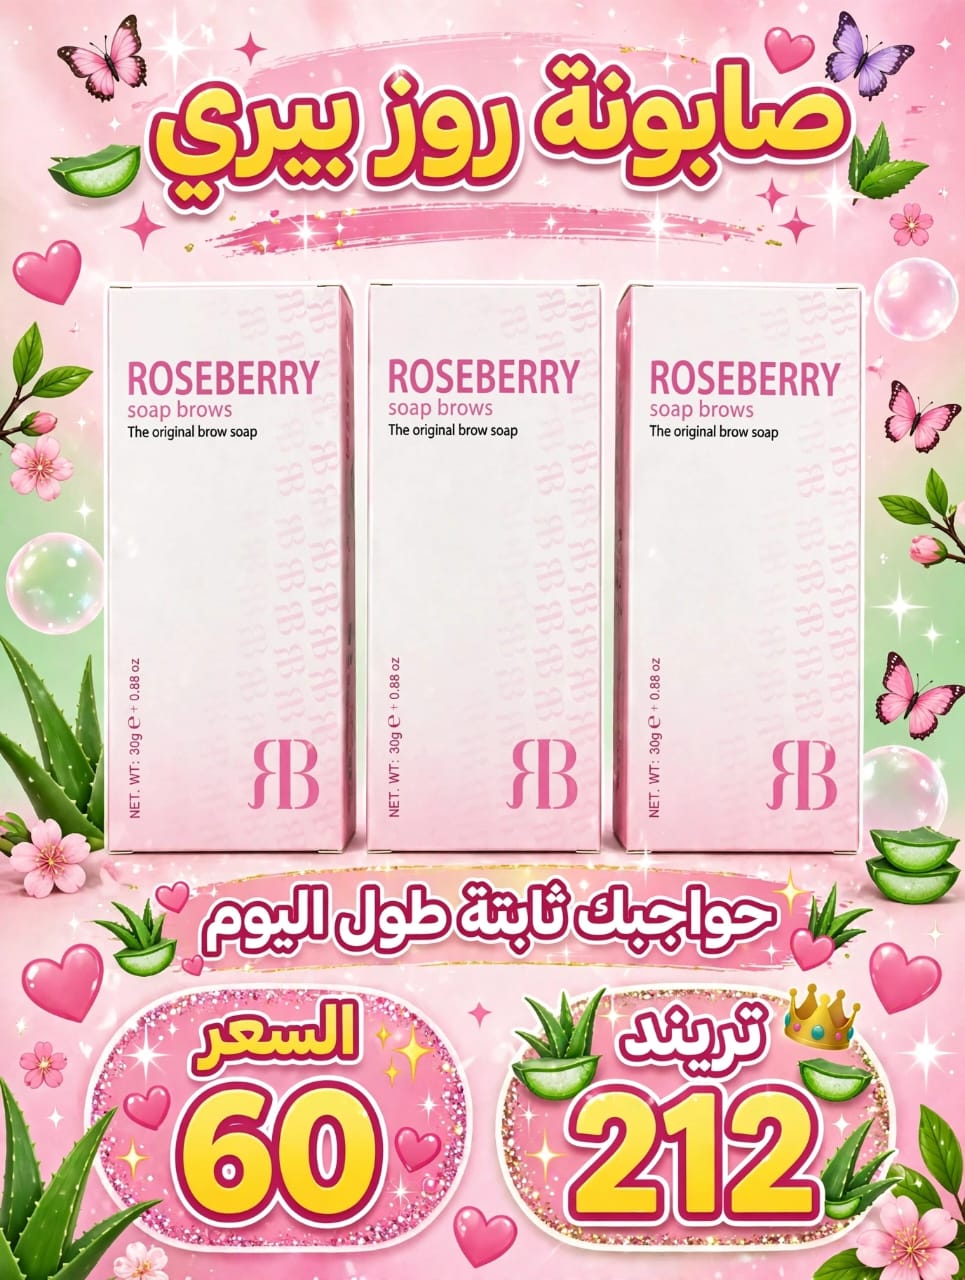 صابونة روز بيري
ROSEBERRY
soap brows
The original brow soap
NET. WT: 30g e + 0.88 oz
RB
ROSEBERRY
soap brows
The original brow soap
NET. WT: 30g e + 0.88 oz
RB
ROSEBERRY
soap brows
The original brow soap
NET. WT: 30g e + 0.88 oz
RB
حواجبك ثابتة طول اليوم
تريند
212
السعر
60